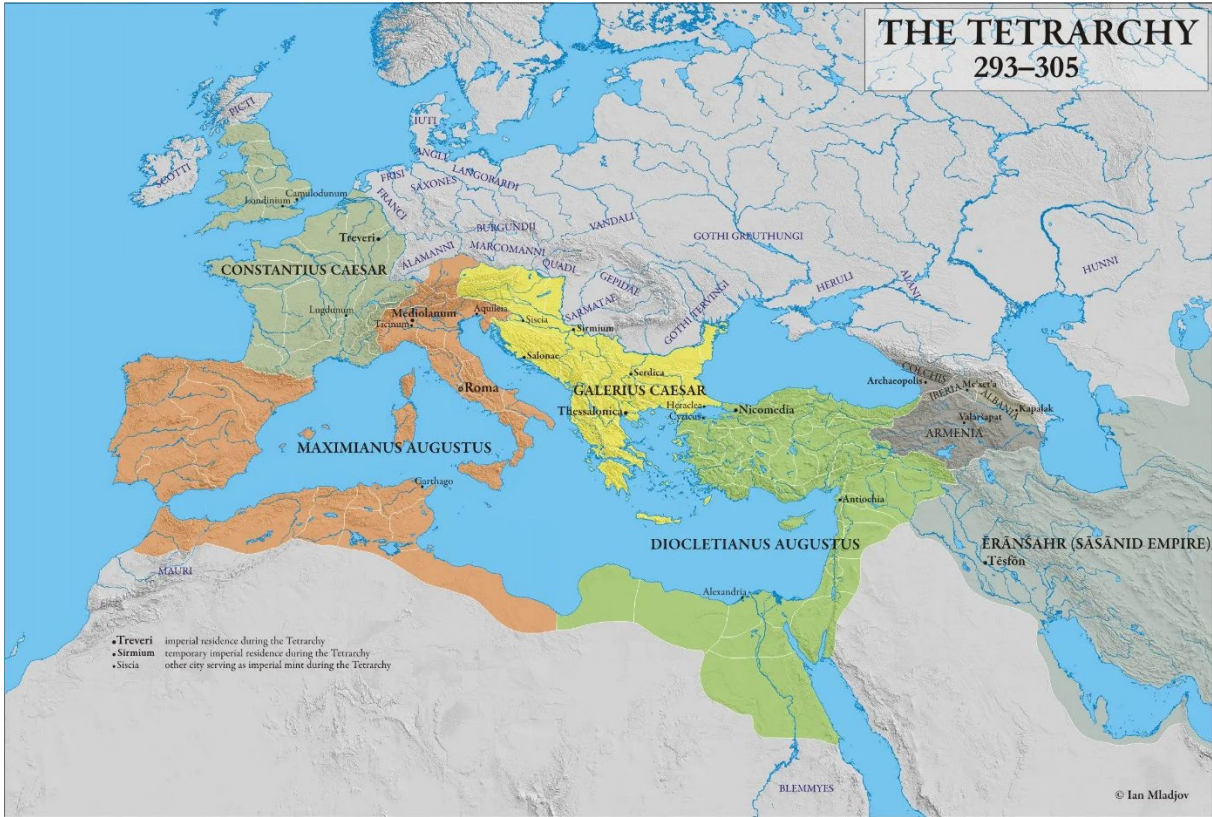 THE TETRARCHY
293–305
PICTI
SCOTTI
IUTI
ANGLI
LANGOBARDI
FRISI
SAXONES
FRANCI
Camulodunum
Londinium
Treveri
BURGUNDII
VANDALI
GOTHI GREUTHUNGI
MARCOMANNI
ALAMANNI
QUADI
GEPIDAE
SARMATAE
GOTHI TERVINGI
HERULI
ALANI
HUNNI
CONSTANTIUS CAESAR
Lugdunum
Mediolanum
Ticinum
Aquileia
Siscia
Sirmium
Salonae
Serdica
Roma
GALERIUS CAESAR
Thessalonica
Heraclea
Cyzicus
Nicomedia
COLCHIS
Archaeopolis
IBERIA
ALBANIA
Kapalak
Valaršapat
ARMENIA
MAXIMIANUS AUGUSTUS
Carthago
Antiochia
DIOCLETIANUS AUGUSTUS
ĒRĀNŠAHR (SĀSĀNID EMPIRE)
Tēsfōn
MAURI
Alexandria
Treveri imperial residence during the Tetrarchy
Sirmium temporary imperial residence during the Tetrarchy
Siscia other city serving as imperial mint during the Tetrarchy
BLEMMYES
© Ian Mladjov